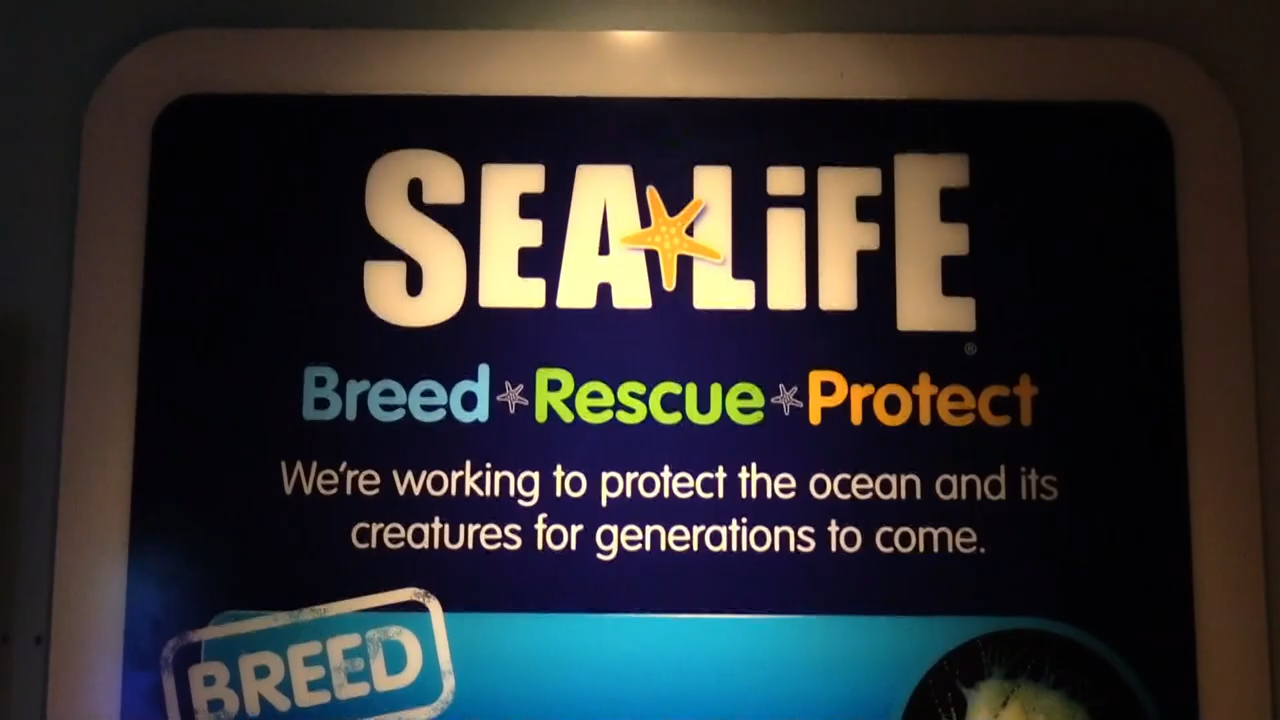 SEA LiFE
®
Breed Rescue Protect
We're working to protect the ocean and its
creatures for generations to come.
BREED